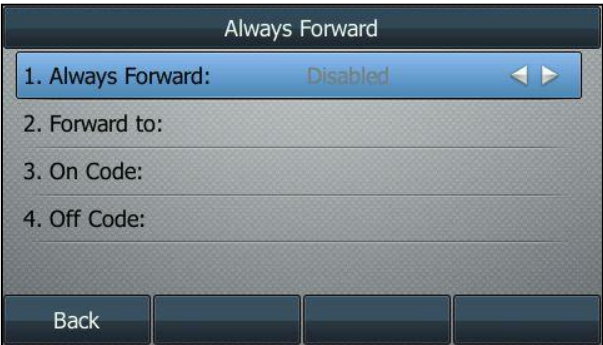 Always Forward
1. Always Forward: Disabled
2. Forward to:
3. On Code:
4. Off Code:
Back